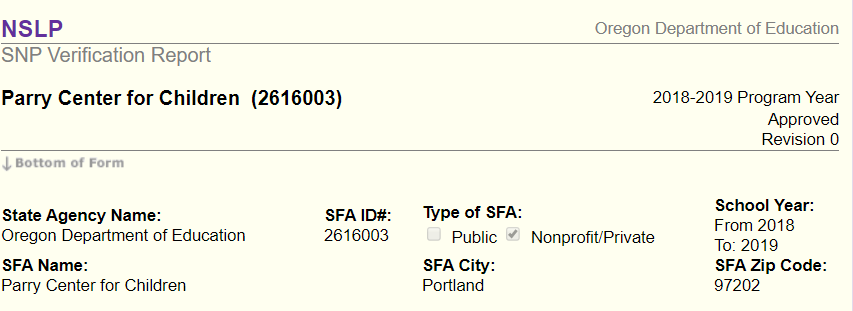 NSLP
Oregon Department of Education
SNP Verification Report
Parry Center for Children (2616003)
2018-2019 Program Year
Approved
Revision 0
↓ Bottom of Form
State Agency Name:
Oregon Department of Education
SFA ID#:
2616003
Type of SFA:
Public Nonprofit/Private
School Year:
From 2018
To: 2019
SFA Name:
Parry Center for Children
SFA City:
Portland
SFA Zip Code:
97202